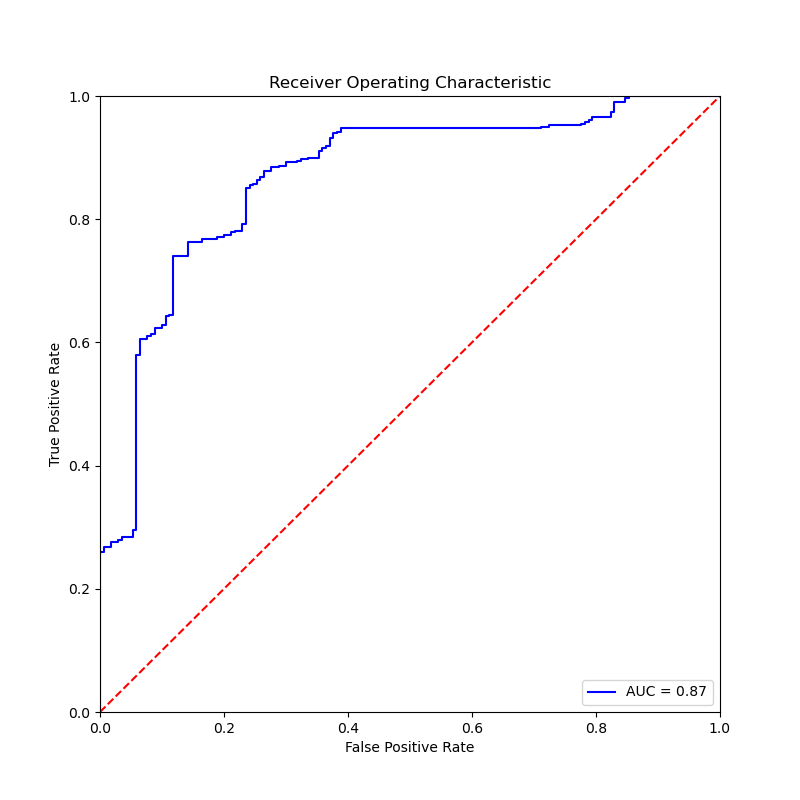 Receiver Operating Characteristic
1.0
0.8
0.6
0.4
0.2
0.0
True Positive Rate
AUC = 0.87
0.0 0.2 0.4 0.6 0.8 1.0
False Positive Rate